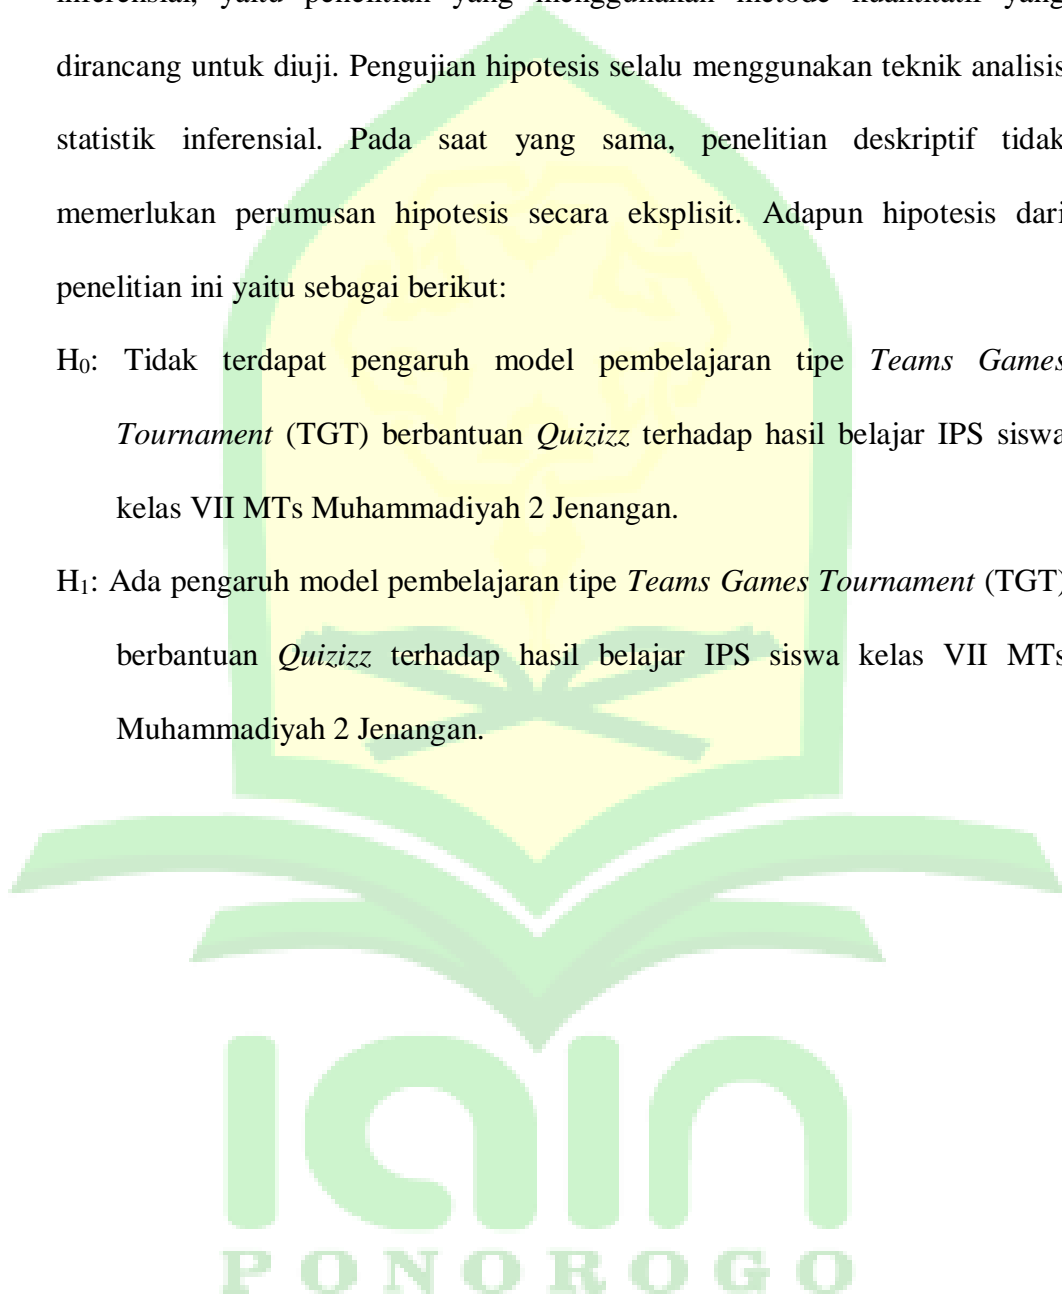 inferensial, yaitu penelitian yang menggunakan metode kuantitatif yang
dirancang untuk diuji. Pengujian hipotesis selalu menggunakan teknik analisis
statistik inferensial. Pada saat yang sama, penelitian deskriptif tidak
memerlukan perumusan hipotesis secara eksplisit. Adapun hipotesis dari
penelitian ini yaitu sebagai berikut:
H₀: Tidak terdapat pengaruh model pembelajaran tipe Teams Games
Tournament (TGT) berbantuan Quizizz terhadap hasil belajar IPS siswa
kelas VII MTs Muhammadiyah 2 Jenangan.
H₁: Ada pengaruh model pembelajaran tipe Teams Games Tournament (TGT)
berbantuan Quizizz terhadap hasil belajar IPS siswa kelas VII MTs
Muhammadiyah 2 Jenangan.
iain
PONOROGO